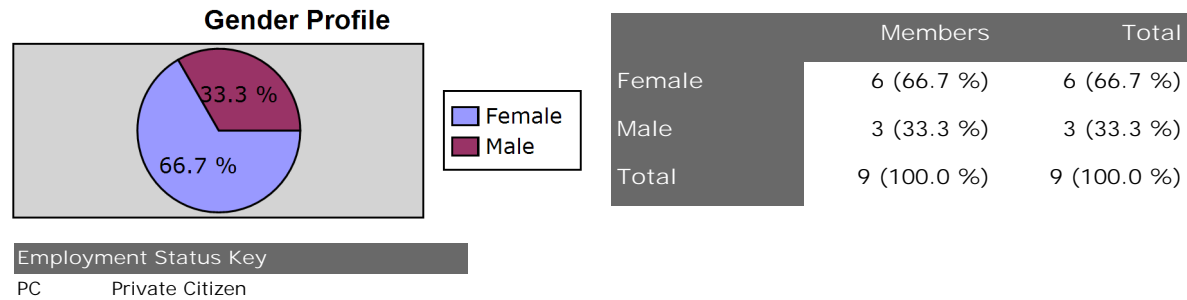 Gender Profile
33.3 %
66.7 %
Female
Male
Members Total
Female 6 (66.7 %) 6 (66.7 %)
Male 3 (33.3 %) 3 (33.3 %)
Total 9 (100.0 %) 9 (100.0 %)
Employment Status Key
PC Private Citizen